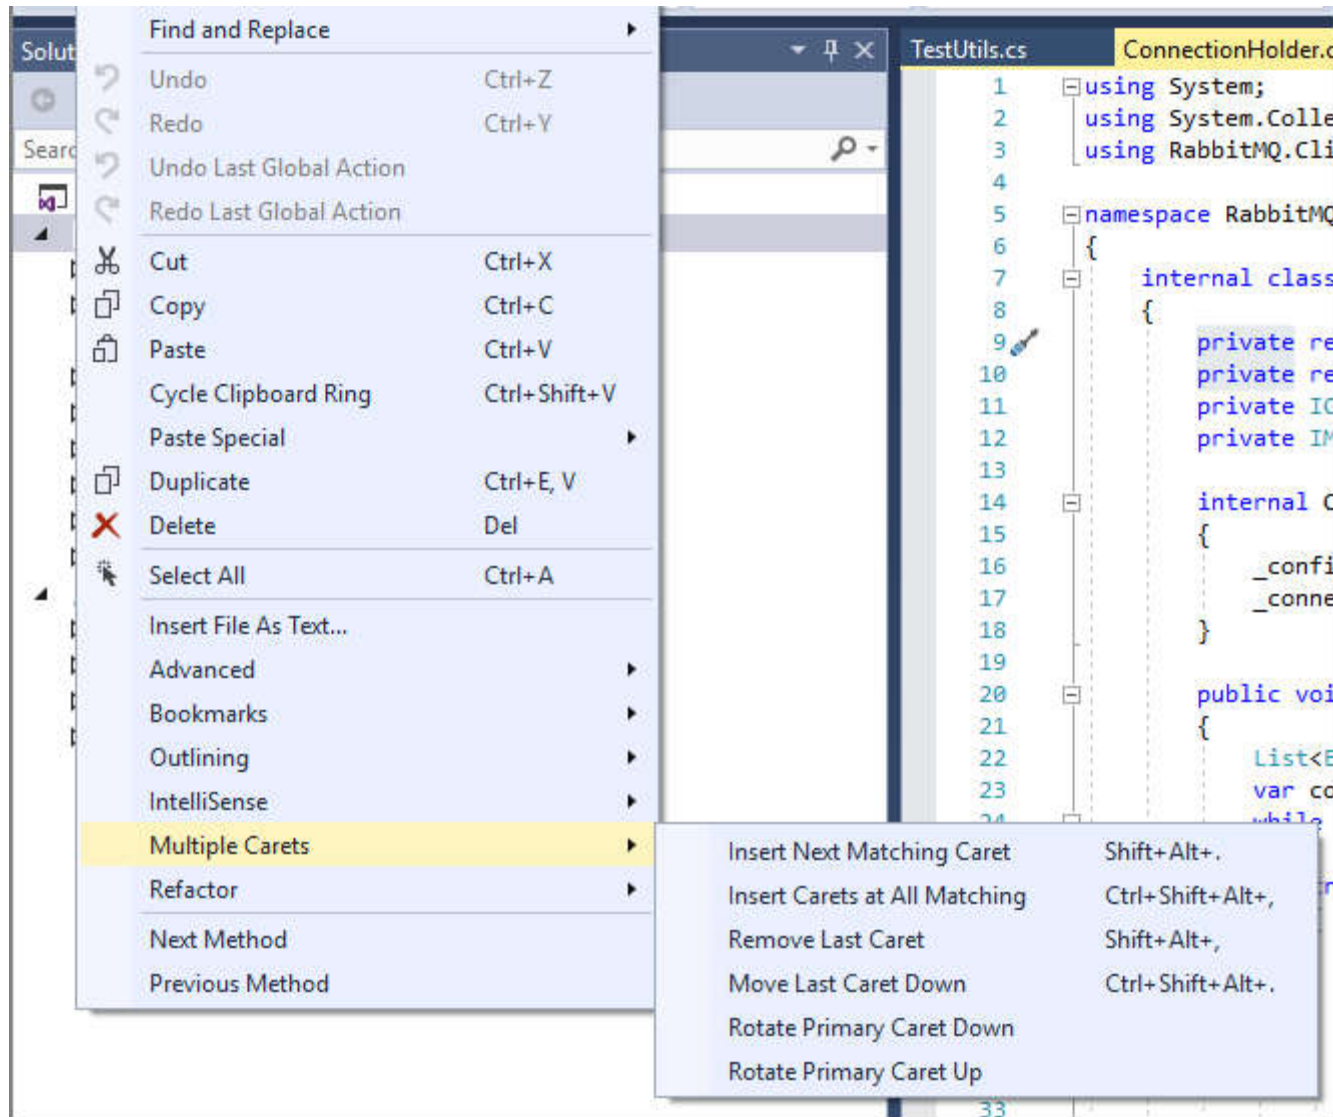 Find and Replace
Solut
Undo Ctrl+Z
Redo Ctrl+Y
Searc
Undo Last Global Action
Redo Last Global Action
Cut Ctrl+X
Copy Ctrl+C
Paste Ctrl+V
Cycle Clipboard Ring Ctrl+Shift+V
Paste Special
Duplicate Ctrl+E, V
Delete Del
Select All Ctrl+A
Insert File As Text...
Advanced
Bookmarks
Outlining
IntelliSense
Multiple Carets
Refactor
Next Method
Previous Method
Insert Next Matching Caret Shift+Alt+.
Insert Carets at All Matching Ctrl+Shift+Alt+,
Remove Last Caret Shift+Alt+,
Move Last Caret Down Ctrl+Shift+Alt+.
Rotate Primary Caret Down
Rotate Primary Caret Up
TestUtils.cs ConnectionHolder.c
1 using System;
2 using System.Colle
3 using RabbitMQ.Cli
4
5 namespace RabbitMQ
6 {
7 internal class
8 {
9 private re
10 private re
11 private IC
12 private IM
13
14 internal C
15 {
16 _confi
17 _conne
18 }
19
20 public voi
21 {
22 List<E
23 var co
24 while
33